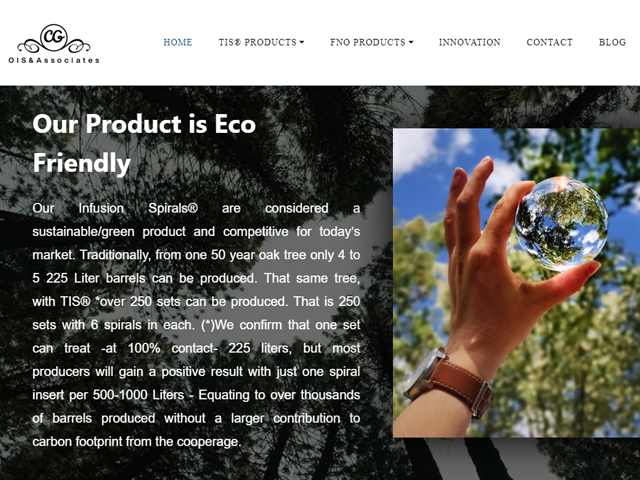 CG
OIS&Associates
HOME
TIS® PRODUCTS
FNO PRODUCTS
INNOVATION
CONTACT
BLOG
Our Product is Eco
Friendly
Our Infusion Spirals® are considered a
sustainable/green product and competitive for today's
market. Traditionally, from one 50 year oak tree only 4 to
5 225 Liter barrels can be produced. That same tree,
with TIS® *over 250 sets can be produced. That is 250
sets with 6 spirals in each. (*)We confirm that one set
can treat -at 100% contact- 225 liters, but most
producers will gain a positive result with just one spiral
insert per 500-1000 Liters - Equating to over thousands
of barrels produced without a larger contribution to
carbon footprint from the cooperage.